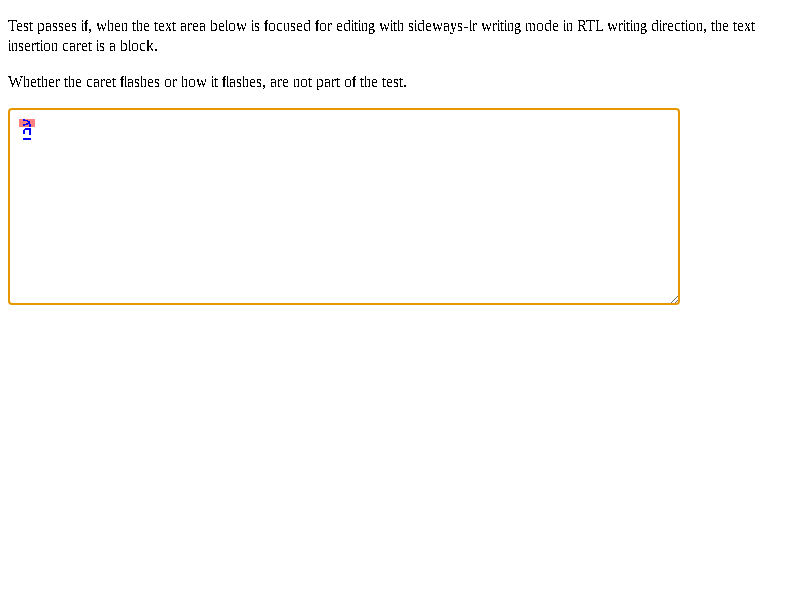 Test passes if, when the text area below is focused for editing with sideways-lr writing mode in RTL writing direction, the text
insertion caret is a block.
Whether the caret flashes or how it flashes, are not part of the test.